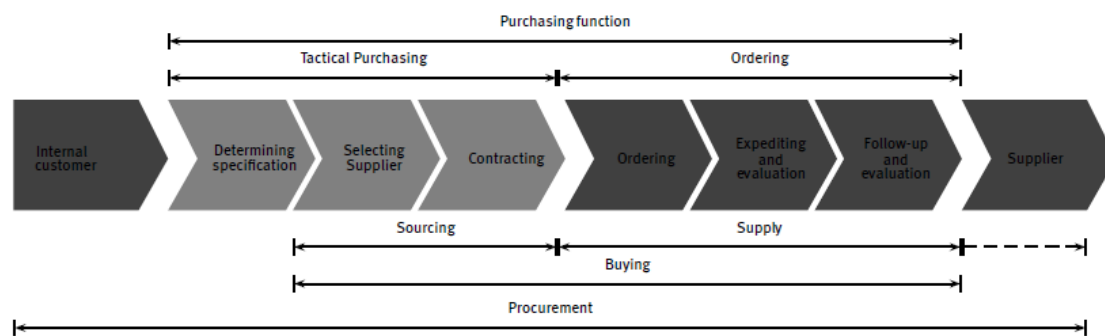 Purchasing function
Tactical Purchasing
Ordering
Internal
customer
Determining
specification
Selecting
Supplier
Contracting
Ordering
Expediting
and
evaluation
Follow-up
and
evaluation
Supplier
Sourcing
Supply
Buying
Procurement